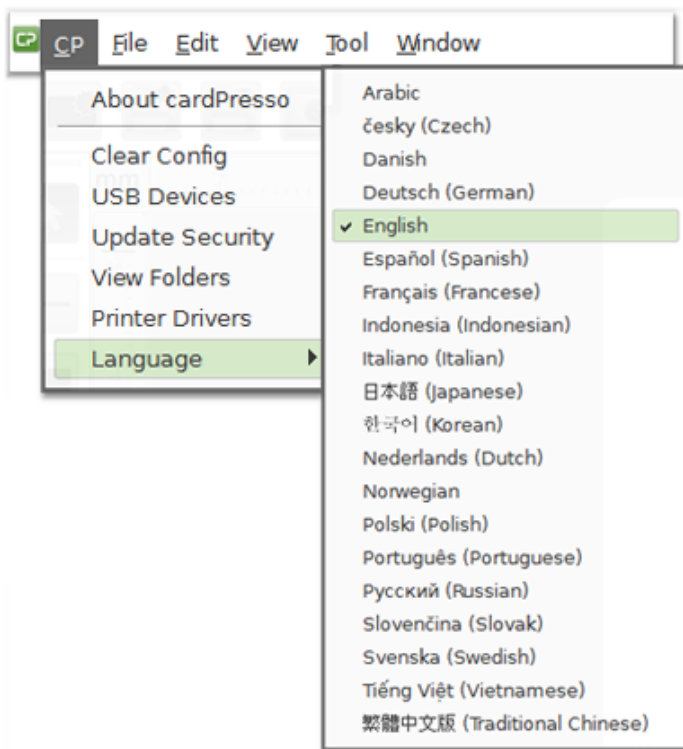 CP CP File Edit View Tool Window
About cardPresso
Clear Config
USB Devices
Update Security
View Folders
Printer Drivers
Language
Arabic
česky (Czech)
Danish
Deutsch (German)
English
Español (Spanish)
Français (Francese)
Indonesia (Indonesian)
Italiano (Italian)
日本語 (Japanese)
한국어 (Korean)
Nederlands (Dutch)
Norwegian
Polski (Polish)
Português (Portuguese)
Русский (Russian)
Slovenčina (Slovak)
Svenska (Swedish)
Tiếng Việt (Vietnamese)
繁體中文版 (Traditional Chinese)
mm